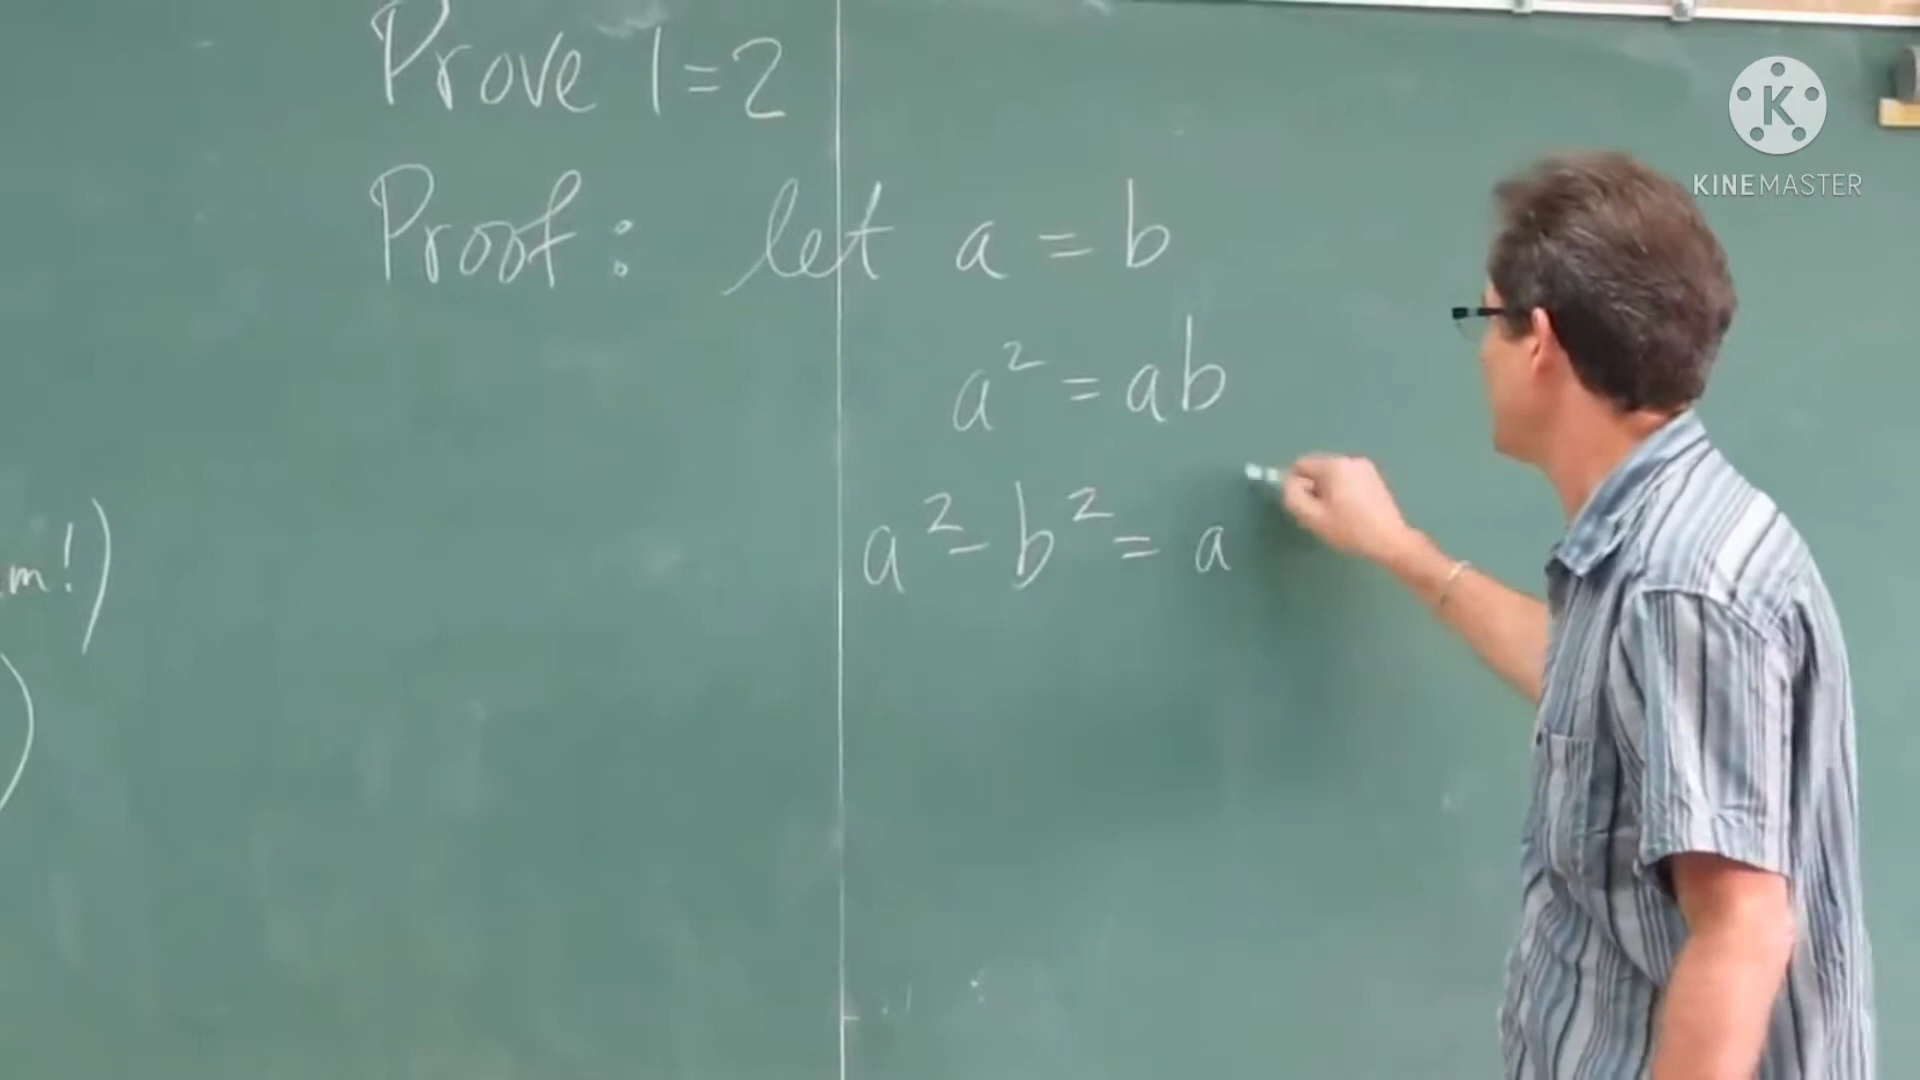 Prove 1=2
Proof: let a = b
a² = ab
a² - b² = a
m!)
)
K
KINEMASTER